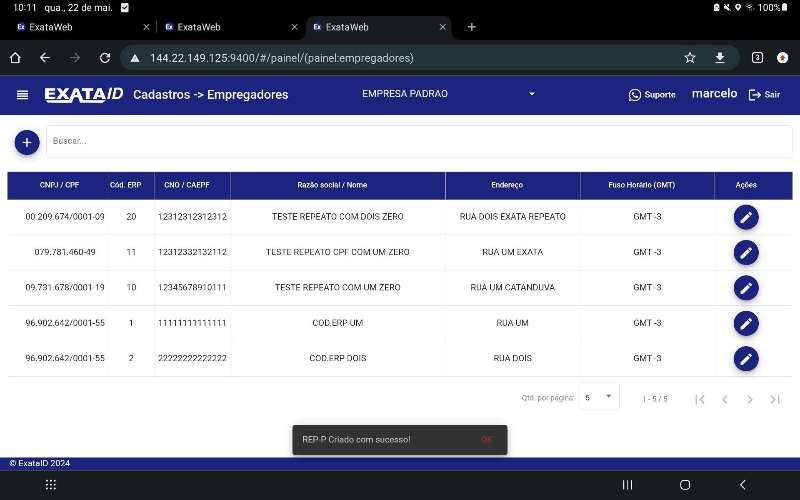 10:11 qua., 22 de mai. 100%
ExataWeb ExataWeb ExataWeb
144.22.149.125:9400/#/painel/(painel:empregadores) 3
EXATAID Cadastros -> Empregadores EMPRESA PADRAO Suporte marcelo Sair
Buscar...
CNPJ / CPF Cód. ERP CNO / CAEPF Razão social / Nome Endereço Fuso Horário (GMT) Ações
00.209.674/0001-09 20 12312312312312 TESTE REPEATO COM DOIS ZERO RUA DOIS EXATA REPEATO GMT -3
079.781.460-49 11 12312332132112 TESTE REPEATO CPF COM UM ZERO RUA UM EXATA GMT -3
09.731.678/0001-19 10 12345678910111 TESTE REPEATO COM UM ZERO RUA UM CATANDUVA GMT -3
96.902.642/0001-55 1 11111111111111 COD.ERP UM RUA UM GMT -3
96.902.642/0001-55 2 22222222222222 COD.ERP DOIS RUA DOIS GMT -3
Qtd. por página: 5 1 - 5 / 5
REP-P Criado com sucesso! OK
© ExataID 2024